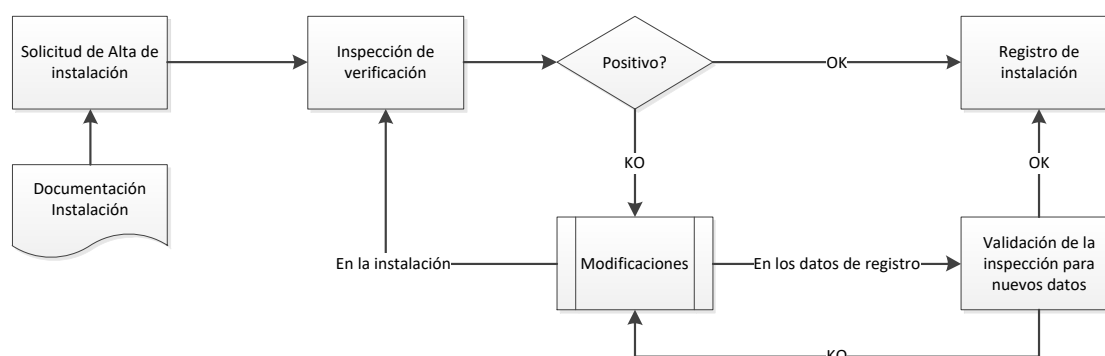 Solicitud de Alta de
instalación
Inspección de
verificación
Positivo?
OK
Registro de
instalación
KO
OK
Documentación
Instalación
En la instalación
Modificaciones
En los datos de registro
Validación de la
inspección para
nuevos datos
KO